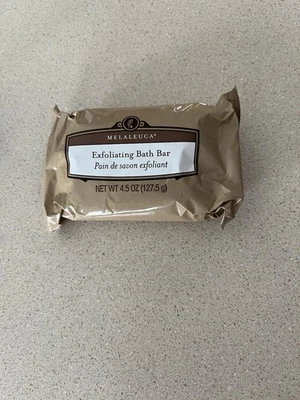 MELALEUCA®
Exfoliating Bath Bar
Pain de savon exfoliant
NET WT 4.5 OZ (127.5 g)